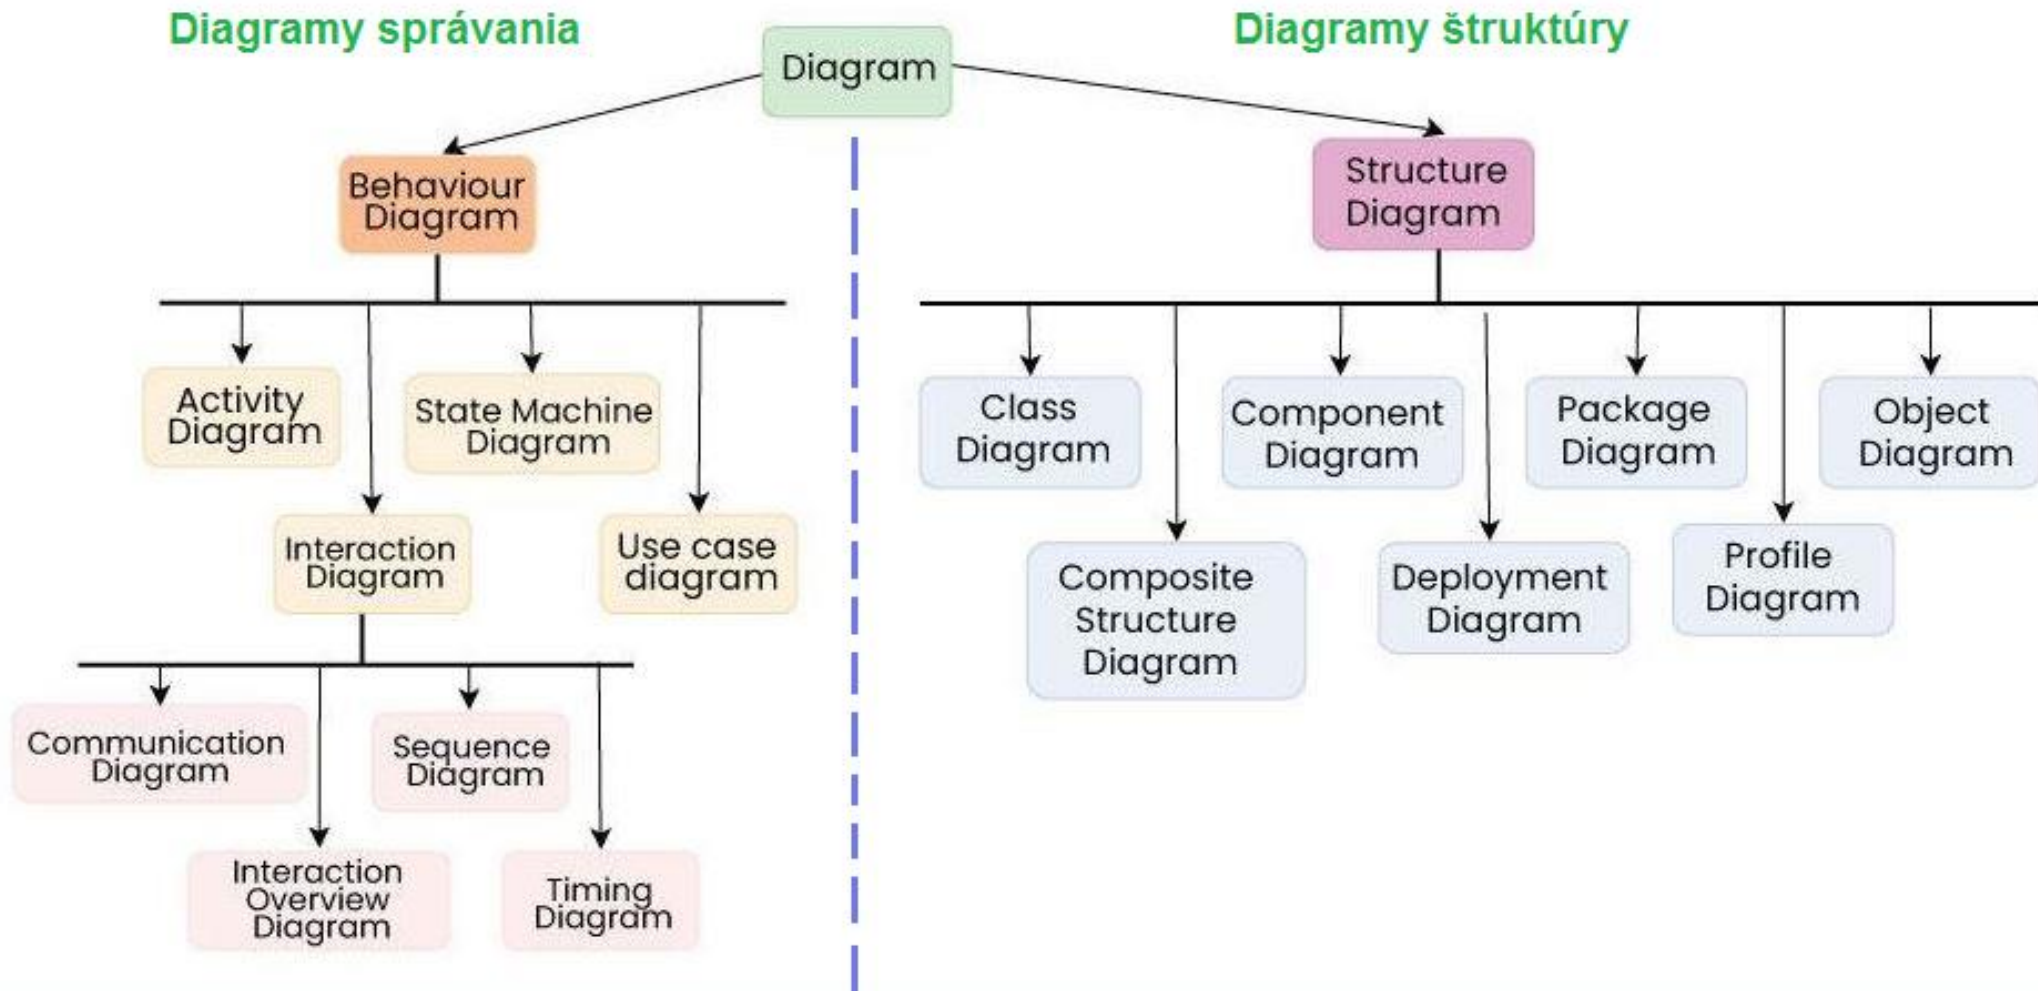 Diagramy správania
Diagramy štruktúry
Diagram
Behaviour
Diagram
Structure
Diagram
Activity
Diagram
State Machine
Diagram
Interaction
Diagram
Use case
diagram
Communication
Diagram
Sequence
Diagram
Interaction
Overview
Diagram
Timing
Diagram
Class
Diagram
Component
Diagram
Package
Diagram
Object
Diagram
Composite
Structure
Diagram
Deployment
Diagram
Profile
Diagram